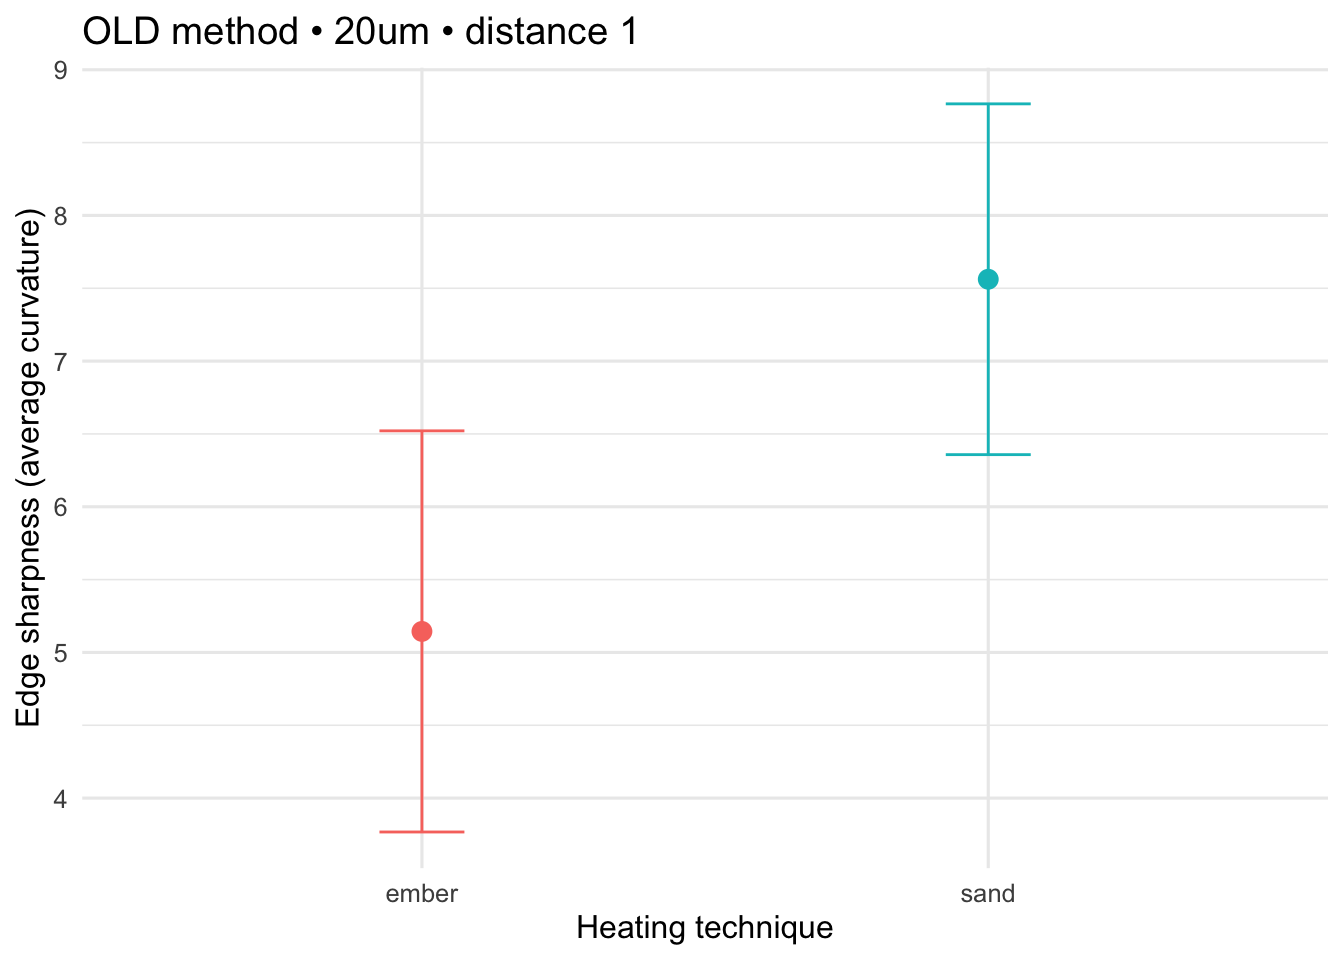 OLD method • 20um • distance 1
9
8
7
6
5
4
Edge sharpness (average curvature)
ember
sand
Heating technique